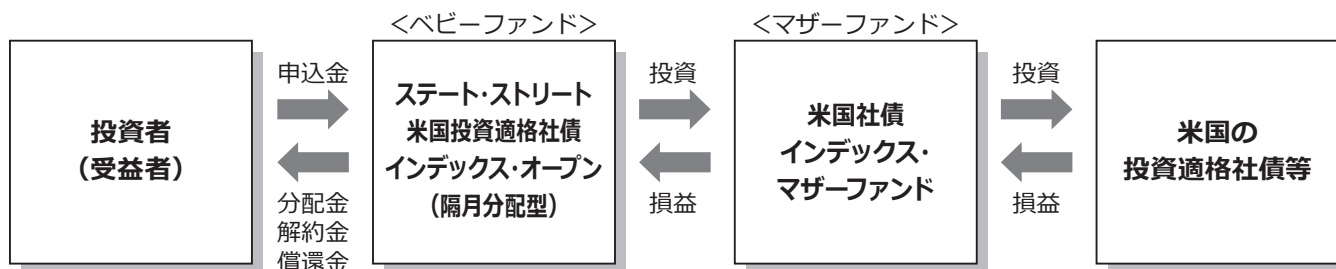 <ベビーファンド>
<マザーファンド>
投資者
(受益者)
申込金
分配金
解約金
償還金
ステート・ストリート
米国投資適格社債
インデックス・オープン
(隔月分配型)
投資
損益
米国社債
インデックス・
マザーファンド
投資
損益
米国の
投資適格社債等